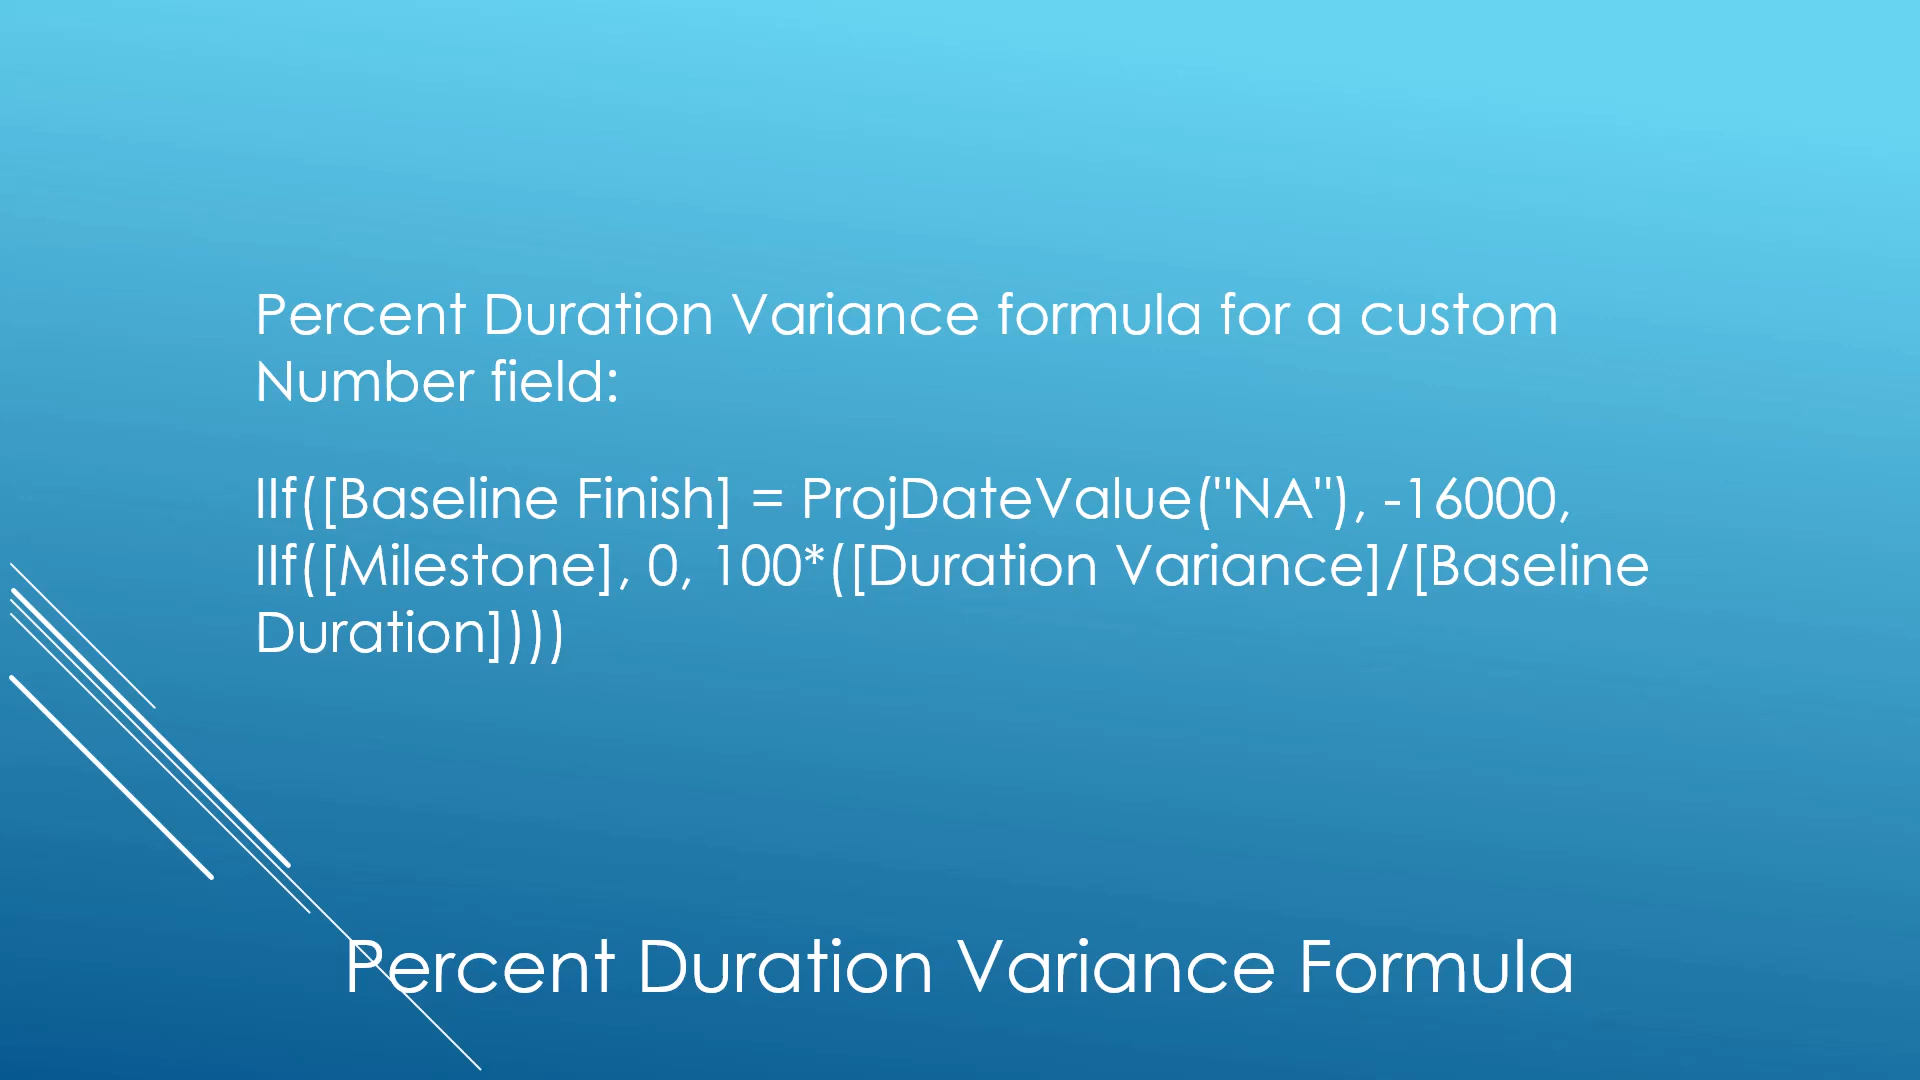 Percent Duration Variance formula for a custom
Number field:
IIf([Baseline Finish] = ProjDateValue("NA"), -16000,
IIf([Milestone], 0, 100*([Duration Variance]/[Baseline
Duration])))
Percent Duration Variance Formula